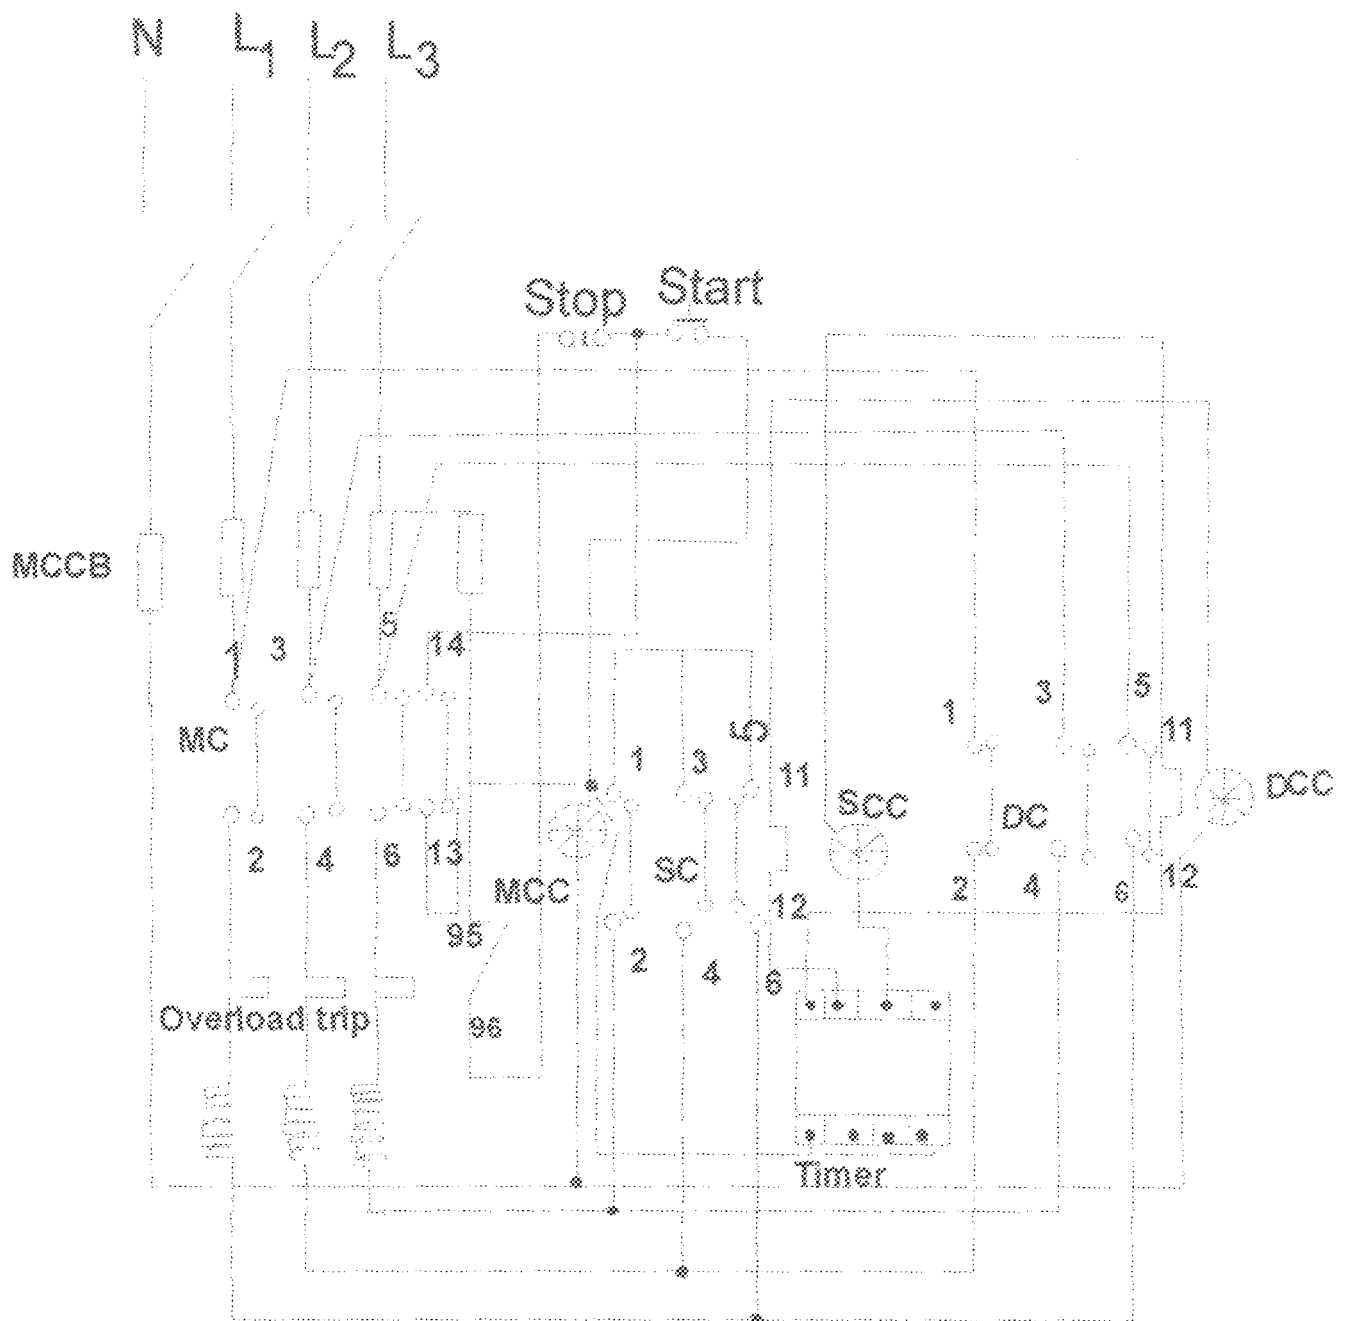 N L1 L2 L3
Stop Start
MCCB
1 3 5 14
MC
2 4 6 13
95
96
Overload trip
MCC
1 3 5 11
SC
2 4 6 12
SCC
1 3 5 11
DC
DCC
2 4 6 12
Timer